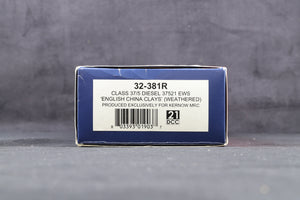 32-381R
CLASS 37/5 DIESEL 37521 EWS
'ENGLISH CHINA CLAYS' (WEATHERED)
PRODUCED EXCLUSIVELY FOR KERNOW MRC
21
DCC